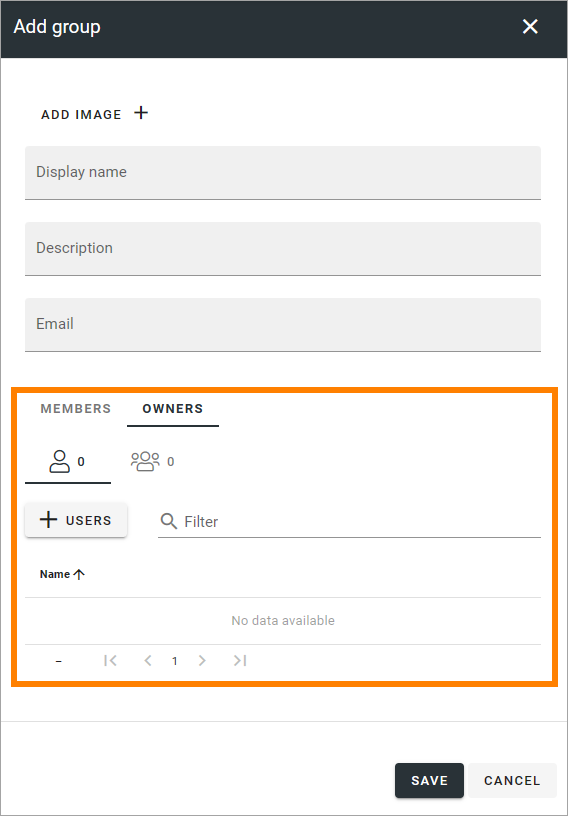 Add group
ADD IMAGE
Display name
Description
Email
MEMBERS OWNERS
0 0
USERS Filter
Name
No data available
– 1
SAVE CANCEL